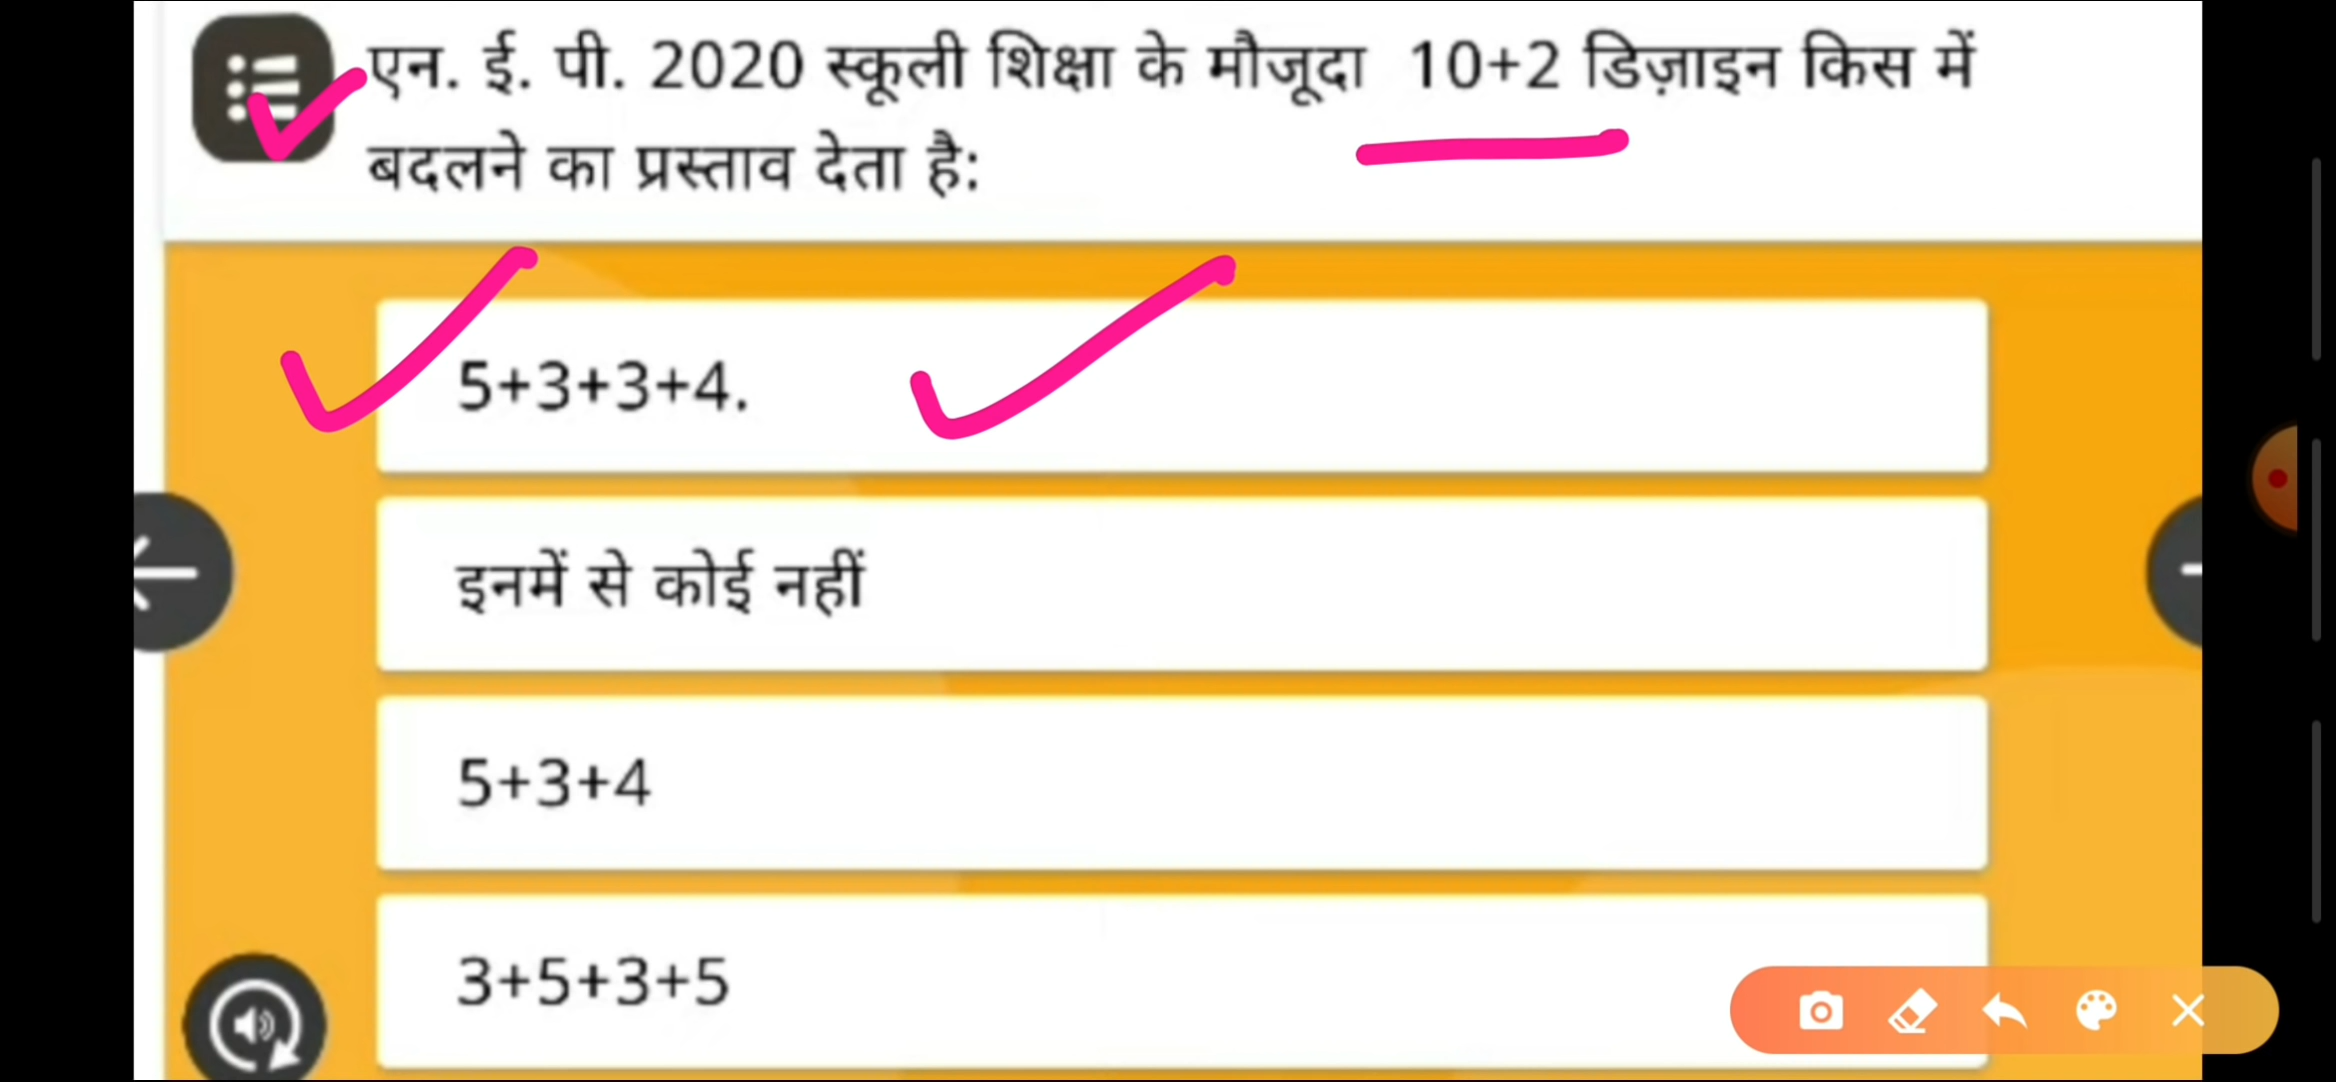 एन. ई. पी. 2020 स्कूली शिक्षा के मौजूदा 10+2 डिज़ाइन किस में
बदलने का प्रस्ताव देता है:
5+3+3+4.
इनमें से कोई नहीं
5+3+4
3+5+3+5